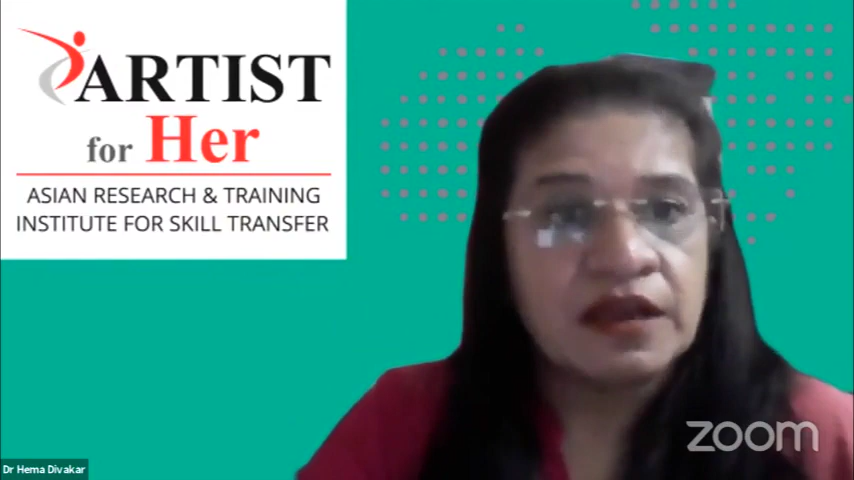 ARTIST
for Her
ASIAN RESEARCH & TRAINING
INSTITUTE FOR SKILL TRANSFER
zoom
Dr Hema Divakar